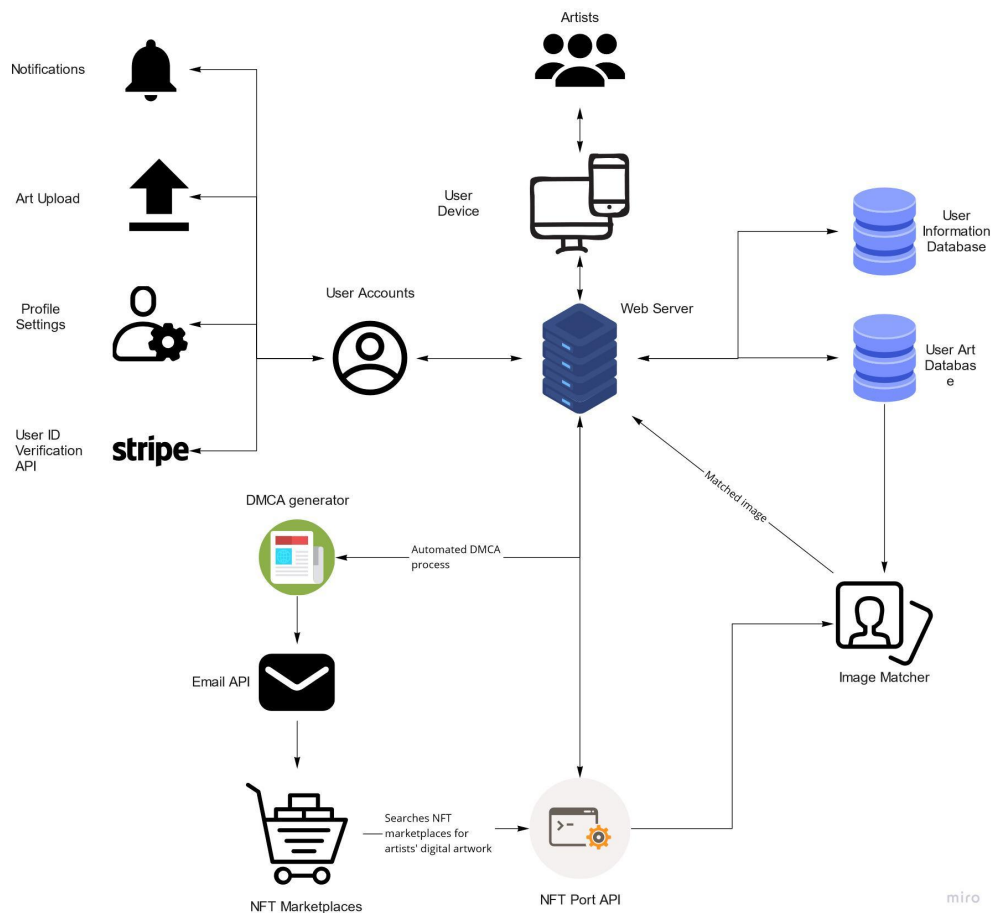 Artists
Notifications
Art Upload
User
Device
User
Information
Database
User Accounts
Web Server
Profile
Settings
User Art
Databas
e
User ID
Verification
API
stripe
Matched image
DMCA generator
Automated DMCA
process
Email API
Image Matcher
Searches NFT
marketplaces for
artists' digital artwork
NFT Marketplaces
NFT Port API
miro